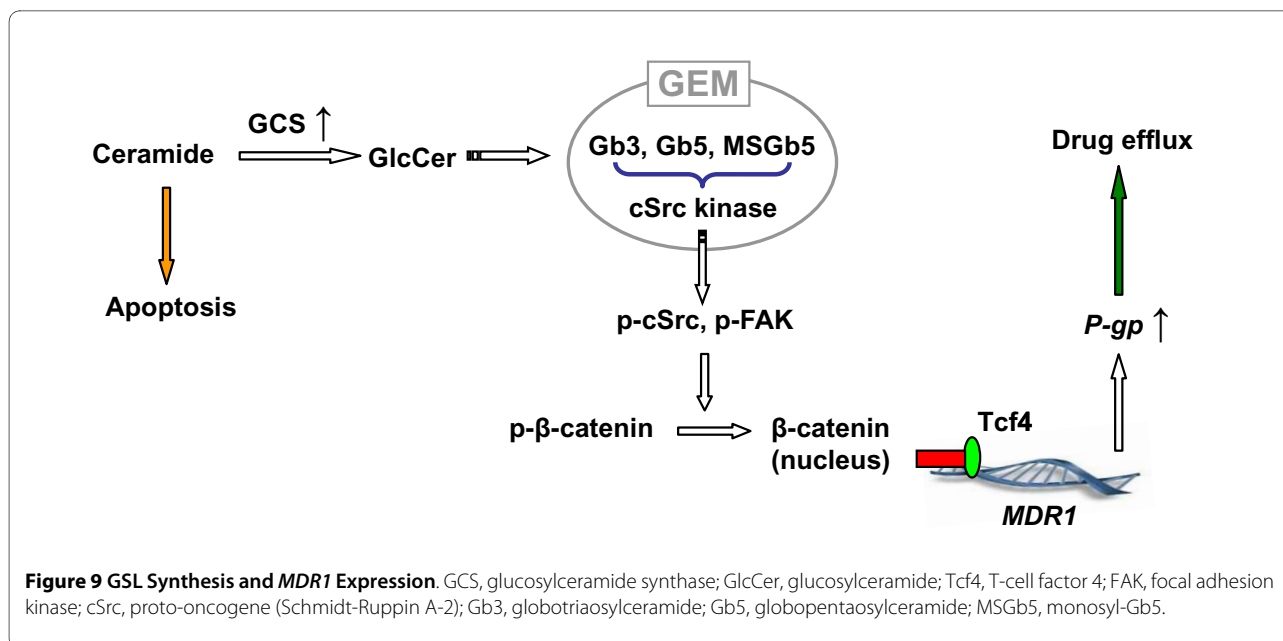 GEM
GCS ↑
Ceramide
GlcCer
Gb3, Gb5, MSGb5
cSrc kinase
Drug efflux
Apoptosis
p-cSrc, p-FAK
P-gp ↑
p-β-catenin
β-catenin
(nucleus)
Tcf4
MDR1
Figure 9 GSL Synthesis and MDR1 Expression. GCS, glucosylceramide synthase; GlcCer, glucosylceramide; Tcf4, T-cell factor 4; FAK, focal adhesion
kinase; cSrc, proto-oncogene (Schmidt-Ruppin A-2); Gb3, globotriaosylceramide; Gb5, globopentaosylceramide; MSGb5, monosyl-Gb5.